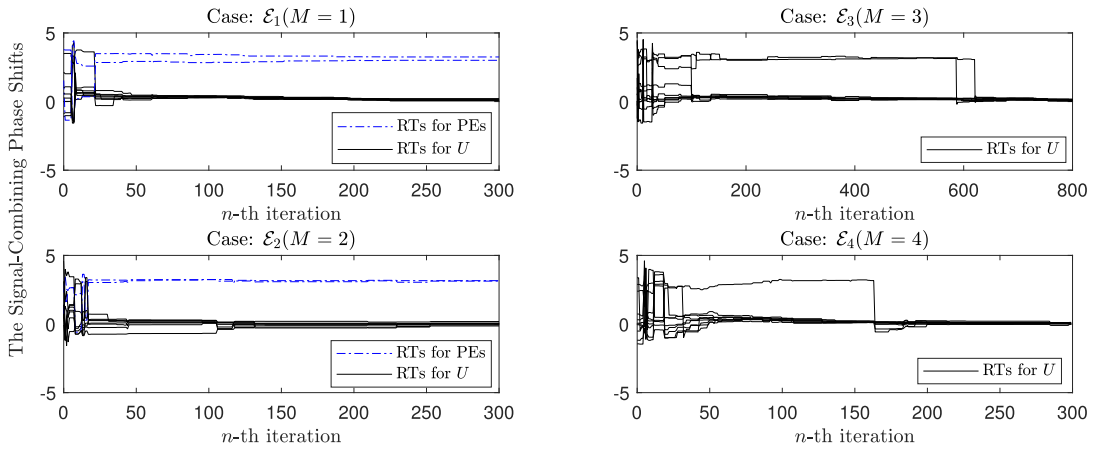 The Signal-Combining Phase Shifts
Case: ℰ₁(M = 1)
5
0
-5
RTs for PEs
RTs for U
0 50 100 150 200 250 300
n-th iteration
Case: ℰ₃(M = 3)
5
0
-5
RTs for U
200 400 600 800
n-th iteration
Case: ℰ₂(M = 2)
5
0
-5
RTs for PEs
RTs for U
0 50 100 150 200 250 300
n-th iteration
Case: ℰ₄(M = 4)
5
0
-5
RTs for U
0 50 100 150 200 250 300
n-th iteration